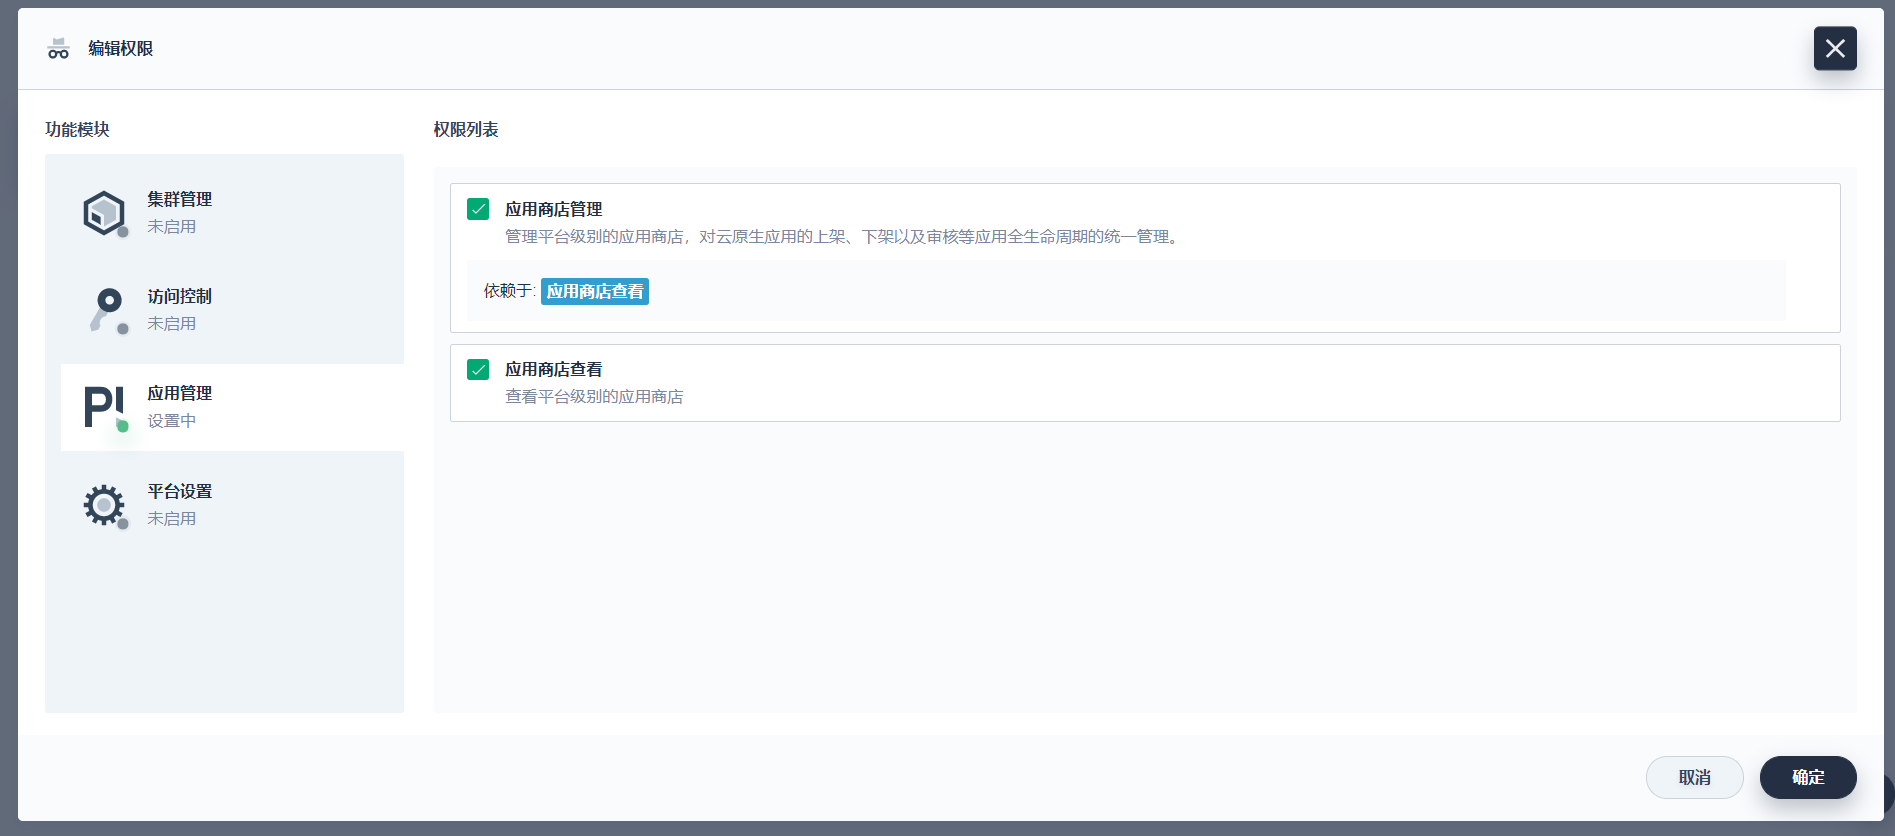 编辑权限
功能模块
集群管理
未启用
访问控制
未启用
应用管理
设置中
平台设置
未启用
权限列表
应用商店管理
管理平台级别的应用商店，对云原生应用的上架、下架以及审核等应用全生命周期的统一管理。
依赖于: 应用商店查看
应用商店查看
查看平台级别的应用商店
取消
确定